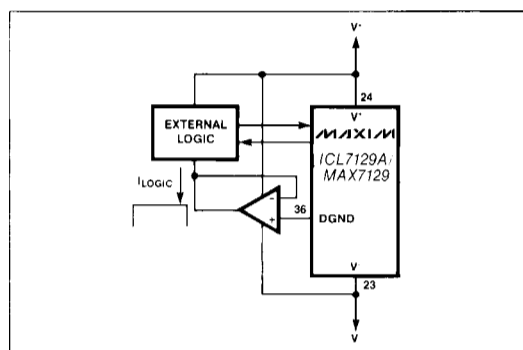 V+
24
V+
EXTERNAL
LOGIC
MAXIM
ICL7129A/
MAX7129
ILOGIC
-
+
36
DGND
V-
23
V